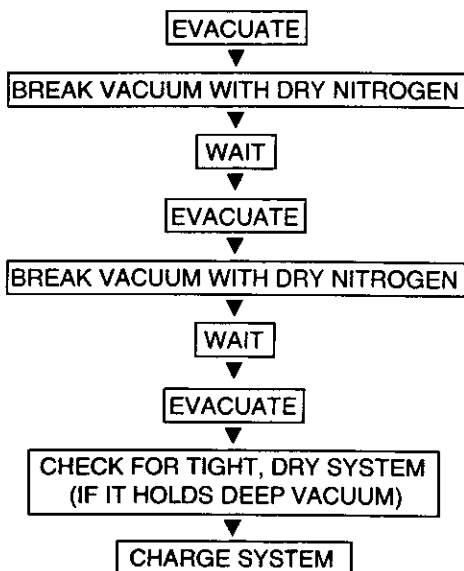 EVACUATE
BREAK VACUUM WITH DRY NITROGEN
WAIT
EVACUATE
BREAK VACUUM WITH DRY NITROGEN
WAIT
EVACUATE
CHECK FOR TIGHT, DRY SYSTEM
(IF IT HOLDS DEEP VACUUM)
CHARGE SYSTEM